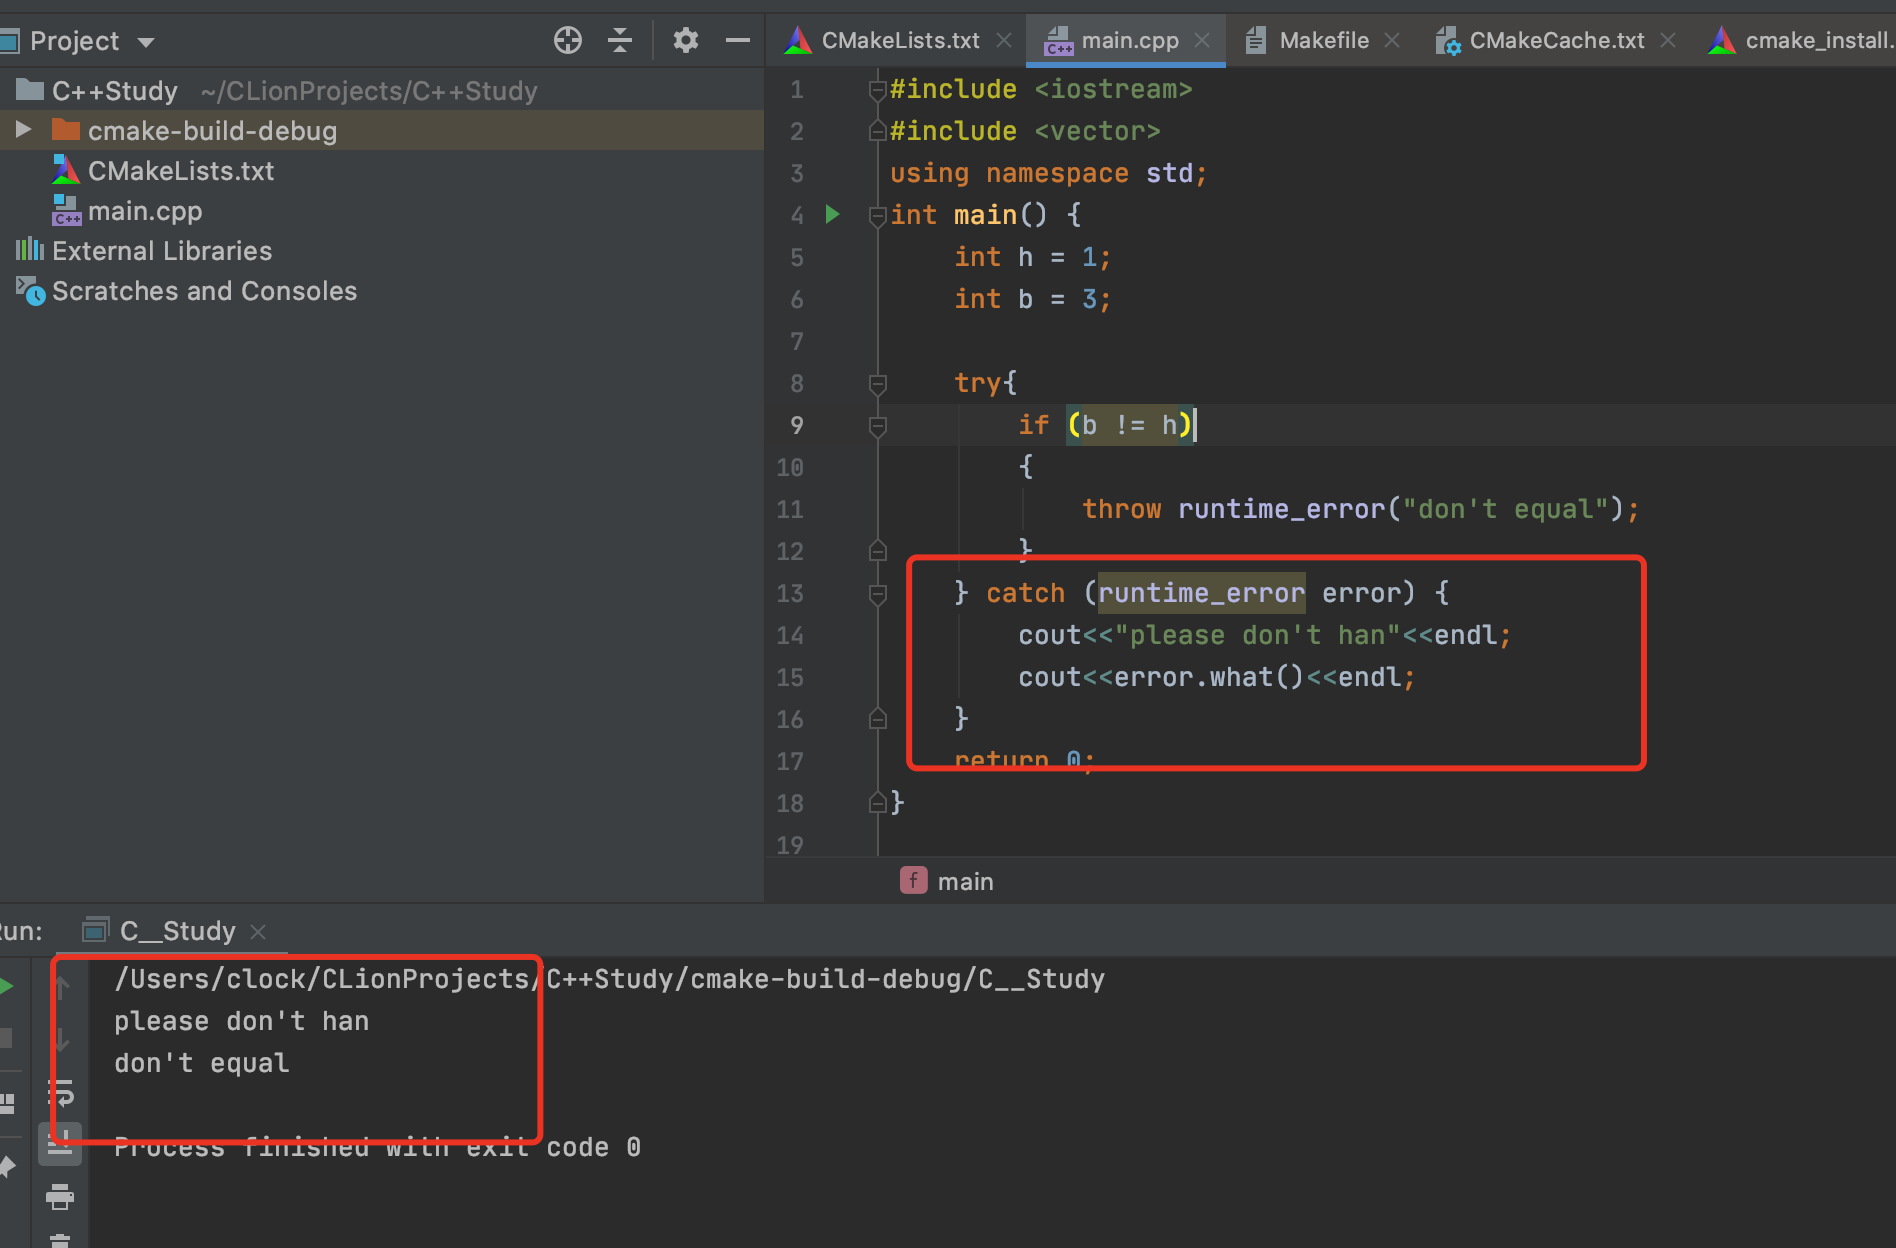 Project
CMakeLists.txt
main.cpp
Makefile
CMakeCache.txt
cmake_install.
C++Study ~/CLionProjects/C++Study
cmake-build-debug
CMakeLists.txt
main.cpp
External Libraries
Scratches and Consoles
1 #include <iostream>
2 #include <vector>
3 using namespace std;
4 int main() {
5 int h = 1;
6 int b = 3;
7
8 try{
9 if (b != h)
10 {
11 throw runtime_error("don't equal");
12 }
13 } catch (runtime_error error) {
14 cout<<"please don't han"<<endl;
15 cout<<error.what()<<endl;
16 }
17 return 0;
18 }
19
f main
un: C__Study
/Users/clock/CLionProjects/C++Study/cmake-build-debug/C__Study
please don't han
don't equal
Process finished with exit code 0